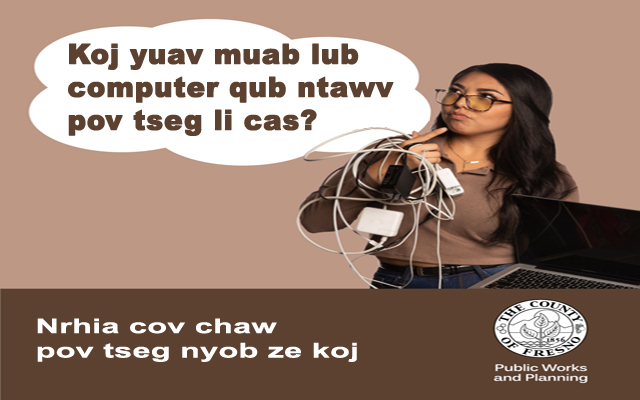 Koj yuav muab lub
computer qub ntawv
pov tseg li cas?
Nrhia cov chaw
pov tseg nyob ze koj
THE COUNTY
OF FRESNO
1856
Public Works
and Planning